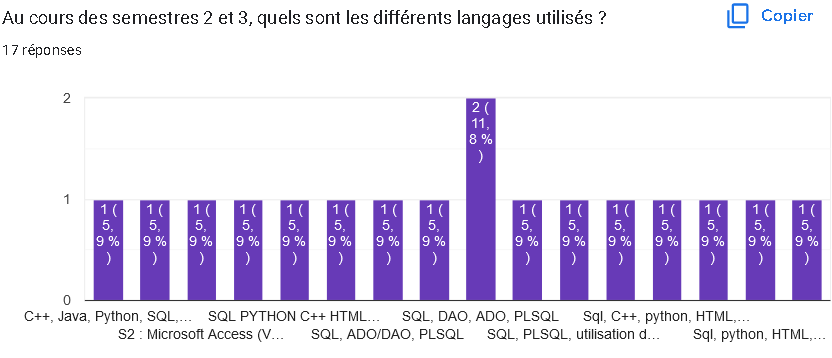 Au cours des semestres 2 et 3, quels sont les différents langages utilisés ?
Copier
17 réponses
2
1
0
1 (5,9 %)
1 (5,9 %)
1 (5,9 %)
1 (5,9 %)
1 (5,9 %)
1 (5,9 %)
1 (5,9 %)
1 (5,9 %)
2 (11,8 %)
1 (5,9 %)
1 (5,9 %)
1 (5,9 %)
1 (5,9 %)
1 (5,9 %)
1 (5,9 %)
1 (5,9 %)
C++, Java, Python, SQL,…
SQL PYTHON C++ HTML…
SQL, DAO, ADO, PLSQL
Sql, C++, python, HTML,…
S2 : Microsoft Access (V…
SQL, ADO/DAO, PLSQL
SQL, PLSQL, utilisation d…
Sql, python, HTML,…